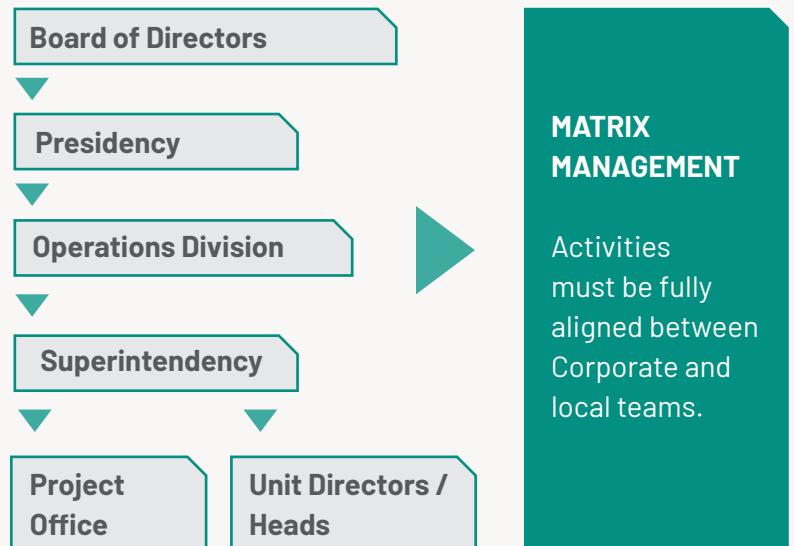 Board of Directors
Presidency
Operations Division
Superintendency
Project
Office
Unit Directors /
Heads
MATRIX
MANAGEMENT
Activities
must be fully
aligned between
Corporate and
local teams.